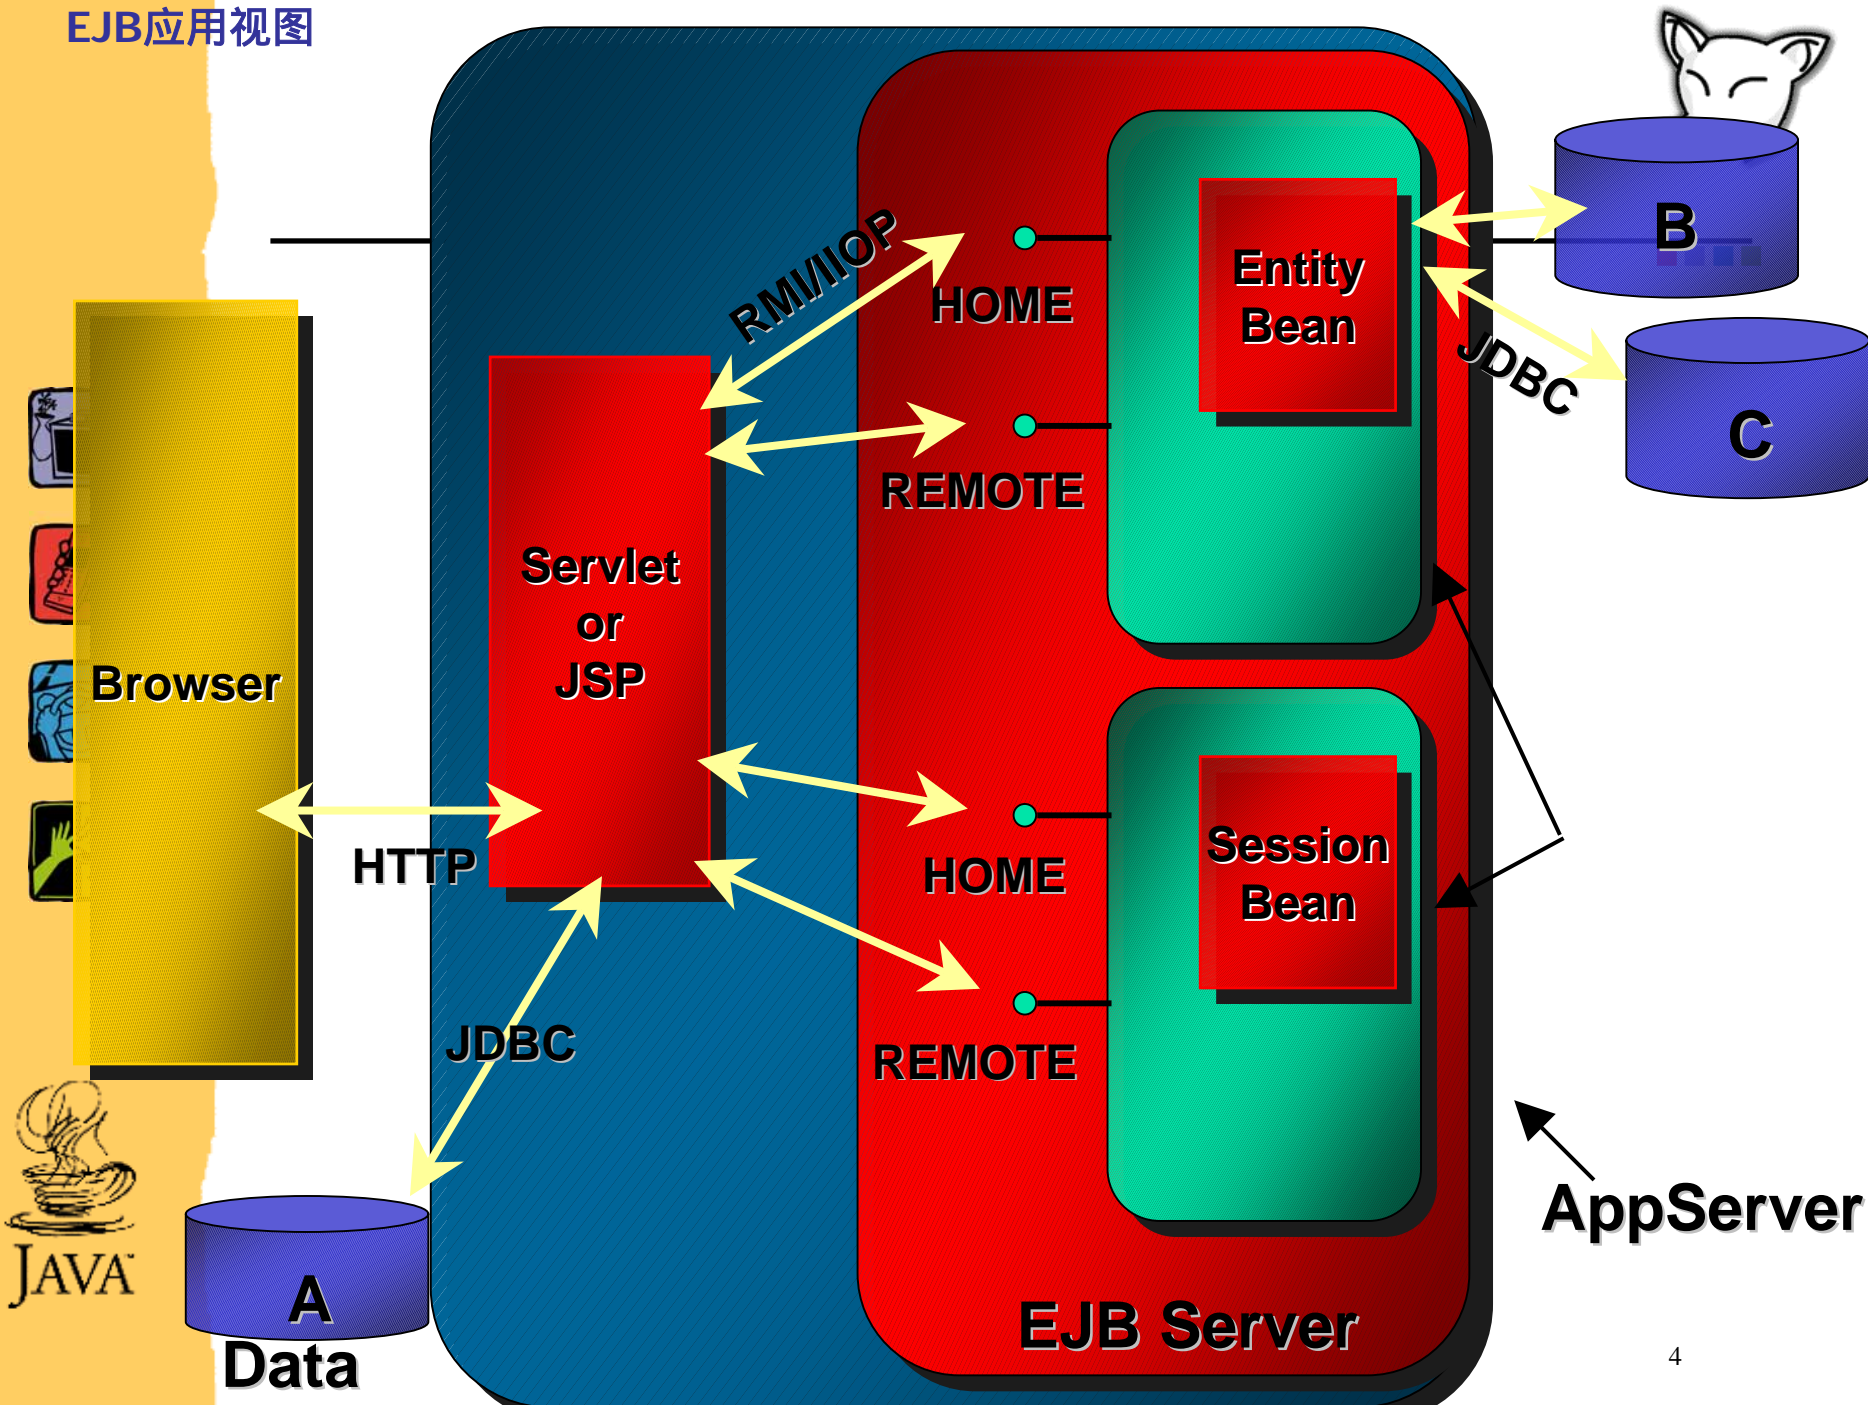 EJB应用视图
RMI/IIOP
HOME
REMOTE
Entity
Bean
B
JDBC
C
Servlet
or
JSP
Browser
HTTP
HOME
REMOTE
Session
Bean
JDBC
JAVA™
A
Data
EJB Server
AppServer
4